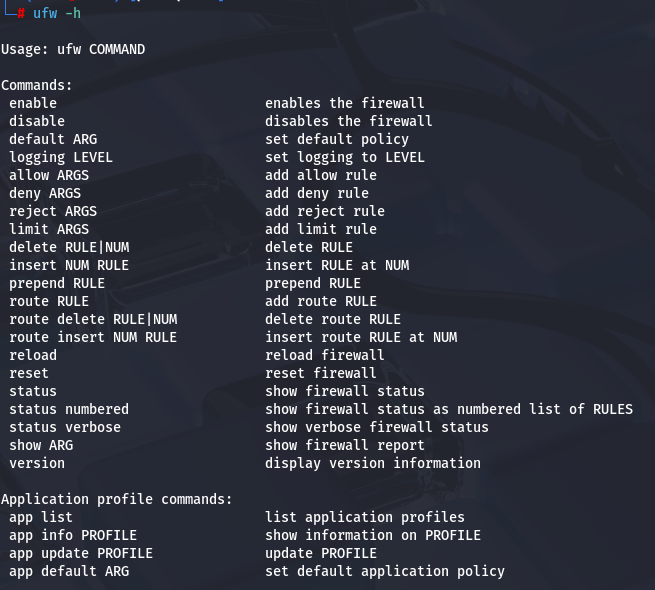 # ufw -h
Usage: ufw COMMAND
Commands:
enable enables the firewall
disable disables the firewall
default ARG set default policy
logging LEVEL set logging to LEVEL
allow ARGS add allow rule
deny ARGS add deny rule
reject ARGS add reject rule
limit ARGS add limit rule
delete RULE|NUM delete RULE
insert NUM RULE insert RULE at NUM
prepend RULE prepend RULE
route RULE add route RULE
route delete RULE|NUM delete route RULE
route insert NUM RULE insert route RULE at NUM
reload reload firewall
reset reset firewall
status show firewall status
status numbered show firewall status as numbered list of RULES
status verbose show verbose firewall status
show ARG show firewall report
version display version information
Application profile commands:
app list list application profiles
app info PROFILE show information on PROFILE
app update PROFILE update PROFILE
app default ARG set default application policy